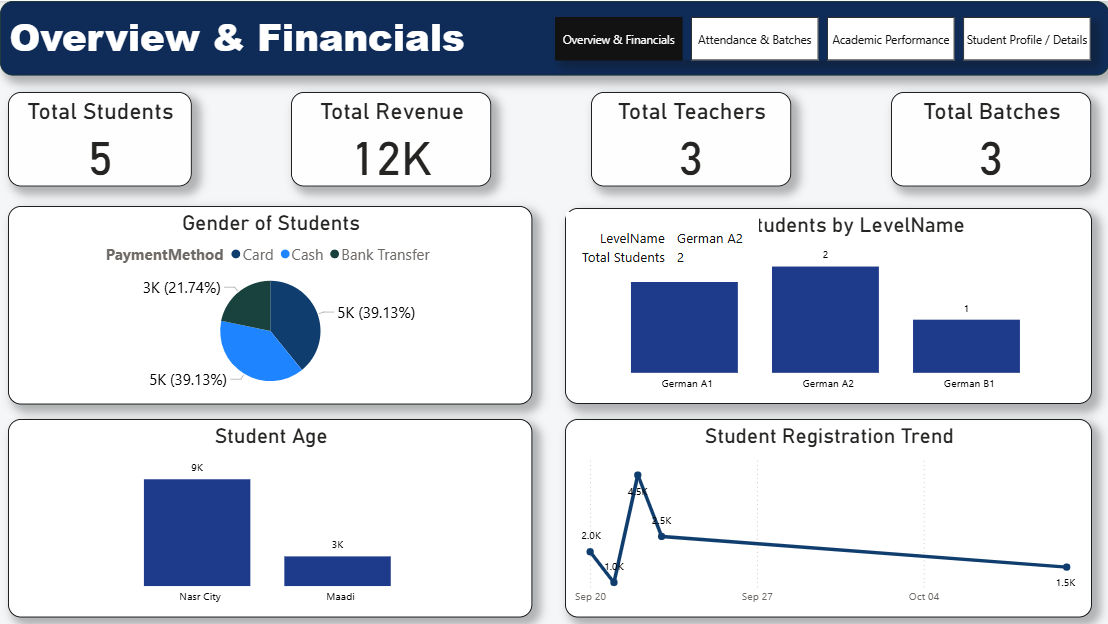 Overview & Financials
Overview & Financials
Attendance & Batches
Academic Performance
Student Profile / Details
Total Students
5
Total Revenue
12K
Total Teachers
3
Total Batches
3
Gender of Students
PaymentMethod Card Cash Bank Transfer
3K (21.74%)
5K (39.13%)
5K (39.13%)
tudents by LevelName
LevelName German A2
Total Students 2
2
1
German A1 German A2 German B1
Student Age
9K
3K
Nasr City Maadi
Student Registration Trend
4.5K
2.5K
2.0K
1.0K
1.5K
Sep 20 Sep 27 Oct 04